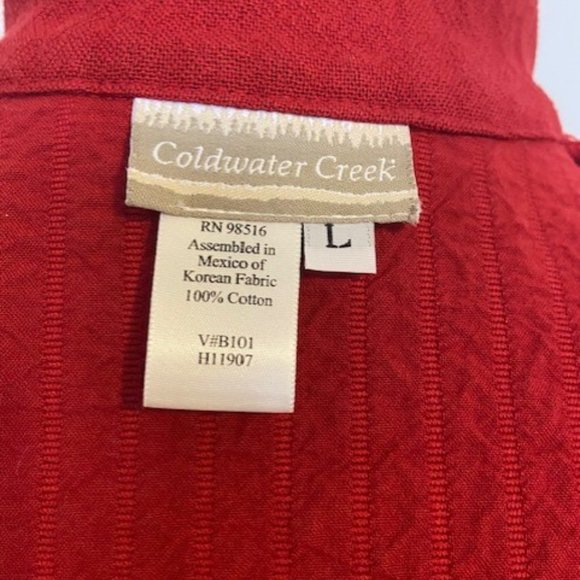 Coldwater Creek
L
RN 98516
Assembled in
Mexico of
Korean Fabric
100% Cotton
V#B101
H11907